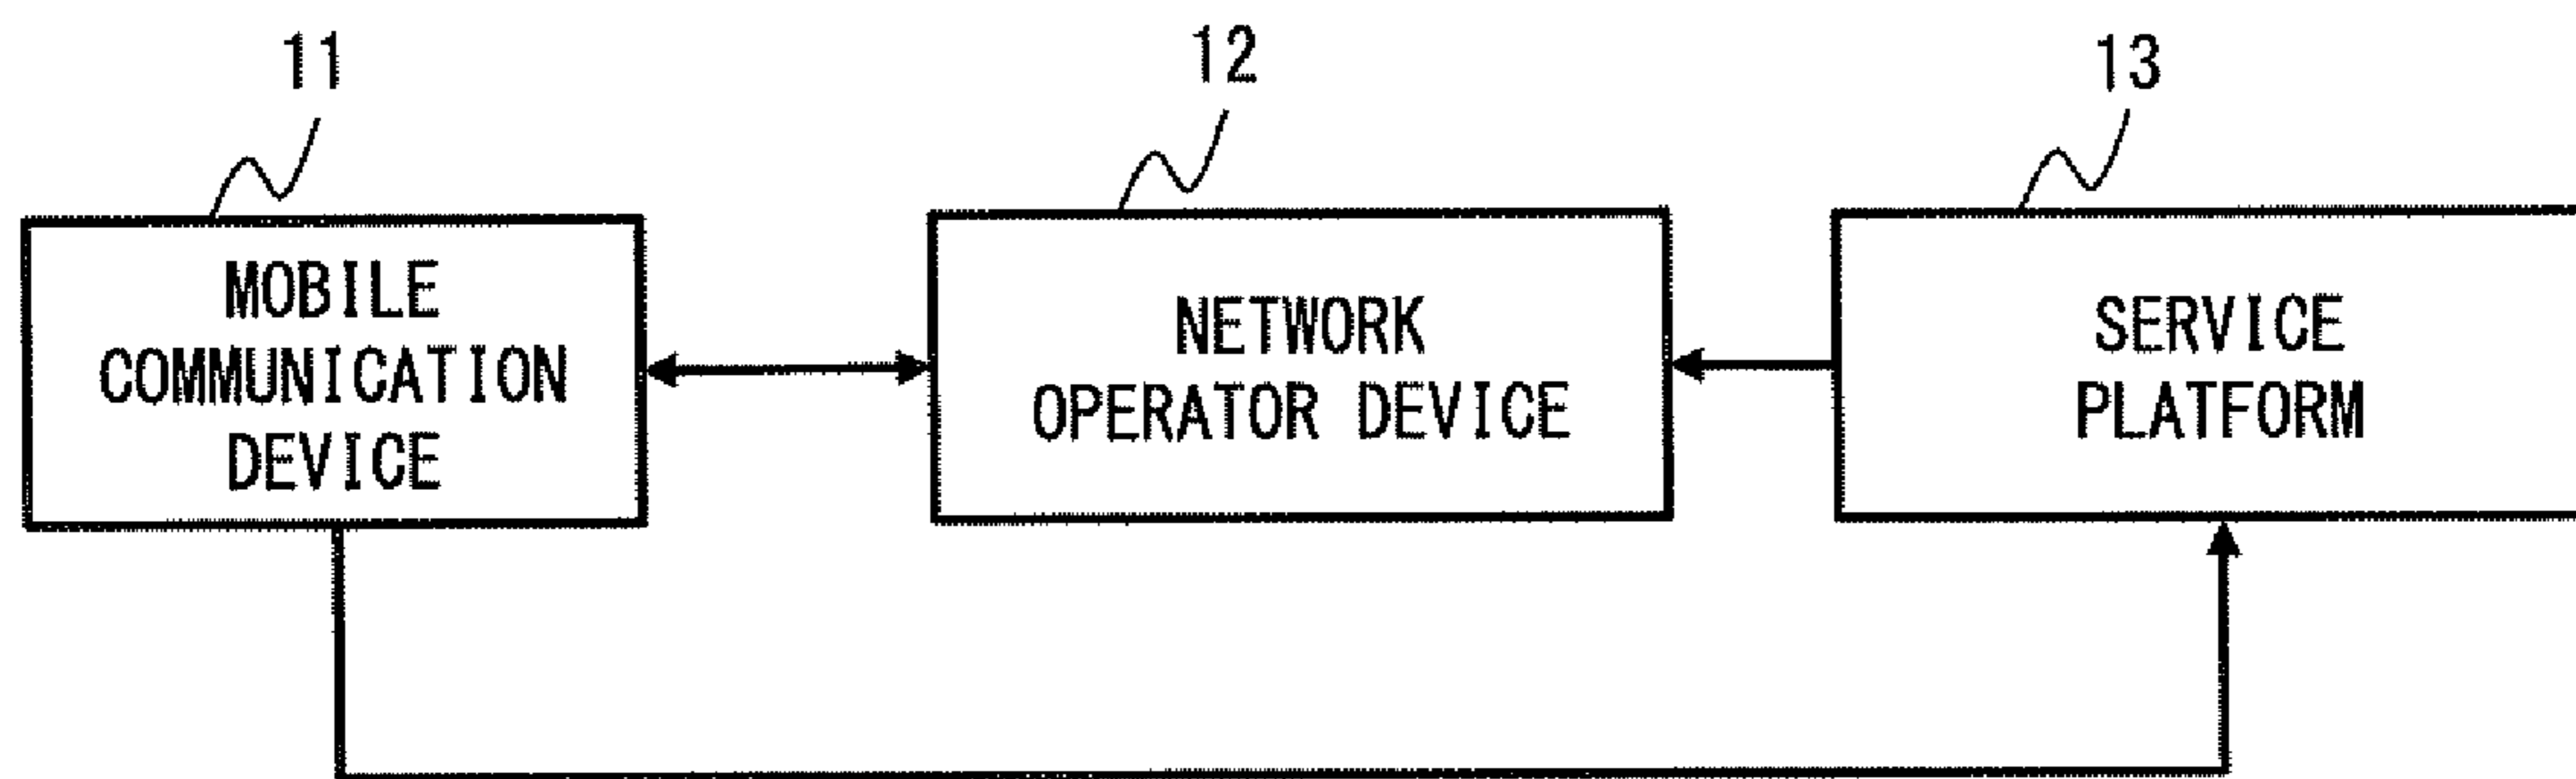 11
12
13
MOBILE
COMMUNICATION
DEVICE
NETWORK
OPERATOR DEVICE
SERVICE
PLATFORM